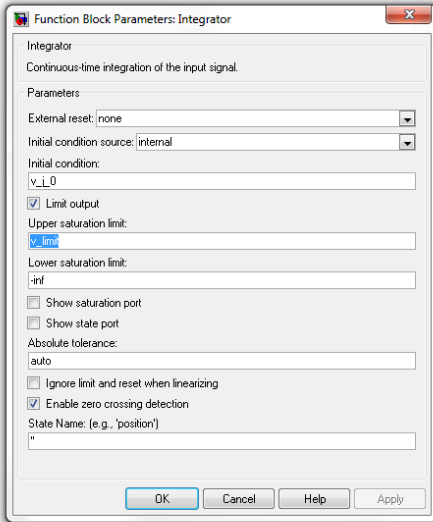 Function Block Parameters: Integrator
Integrator
Continuous-time integration of the input signal.
Parameters
External reset: none
Initial condition source: internal
Initial condition:
v_j_0
Limit output
Upper saturation limit:
v_limit
Lower saturation limit:
-inf
Show saturation port
Show state port
Absolute tolerance:
auto
Ignore limit and reset when linearizing
Enable zero crossing detection
State Name: (e.g., 'position')
''
OK Cancel Help Apply